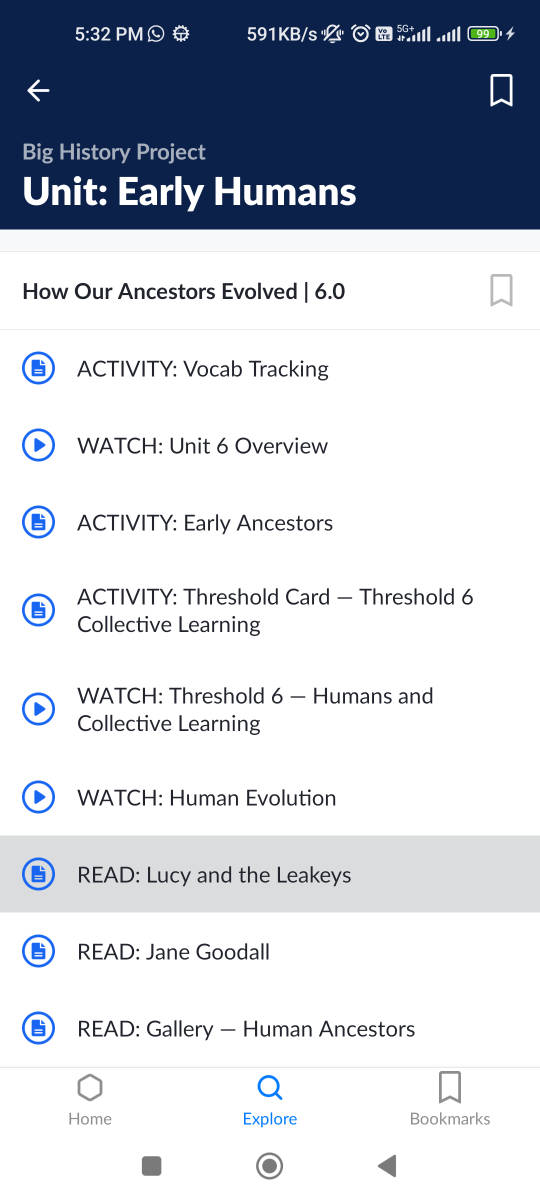 5:32 PM
591KB/s
Vo LTE
5G+
99
Big History Project
Unit: Early Humans
How Our Ancestors Evolved | 6.0
ACTIVITY: Vocab Tracking
WATCH: Unit 6 Overview
ACTIVITY: Early Ancestors
ACTIVITY: Threshold Card — Threshold 6
Collective Learning
WATCH: Threshold 6 — Humans and
Collective Learning
WATCH: Human Evolution
READ: Lucy and the Leakeys
READ: Jane Goodall
READ: Gallery — Human Ancestors
Home
Explore
Bookmarks